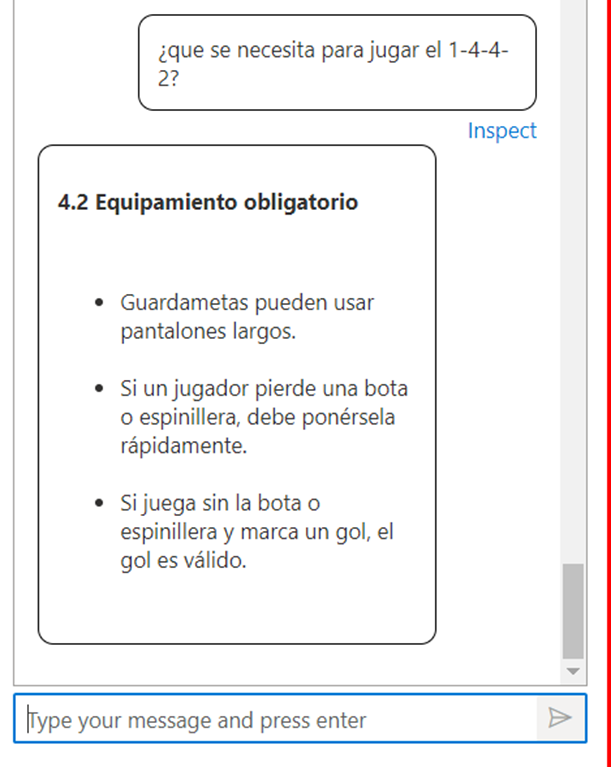 ¿que se necesita para jugar el 1-4-4-
2?
Inspect
4.2 Equipamiento obligatorio
• Guardametas pueden usar
pantalones largos.
• Si un jugador pierde una bota
o espinillera, debe ponérsela
rápidamente.
• Si juega sin la bota o
espinillera y marca un gol, el
gol es válido.
Type your message and press enter